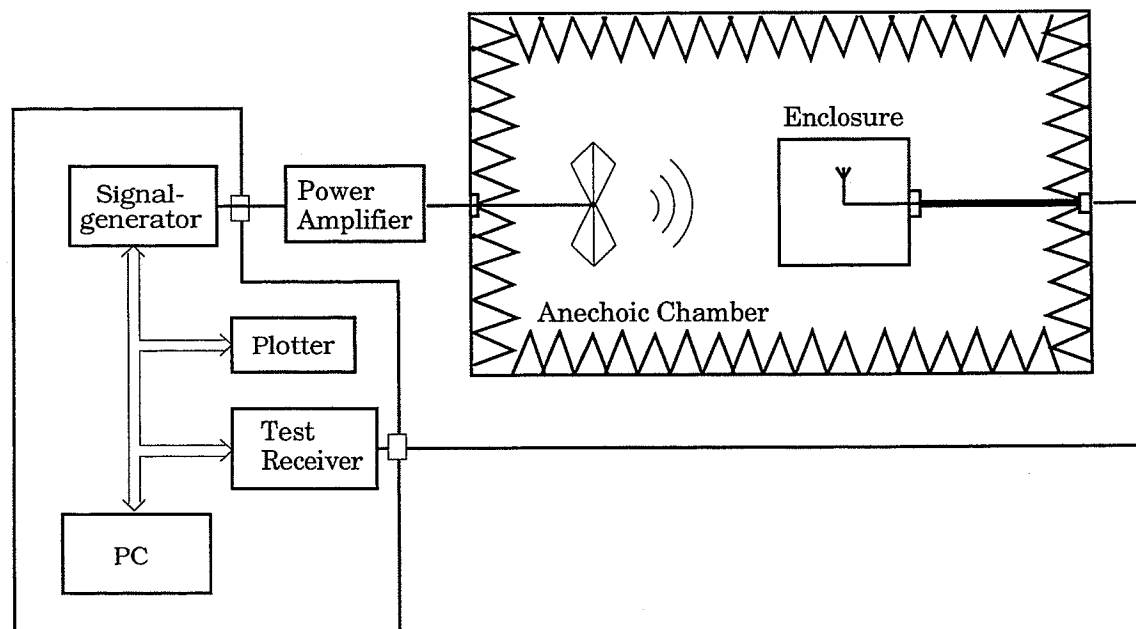 Enclosure
Signal-
generator
Power
Amplifier
Anechoic Chamber
Plotter
Test
Receiver
PC